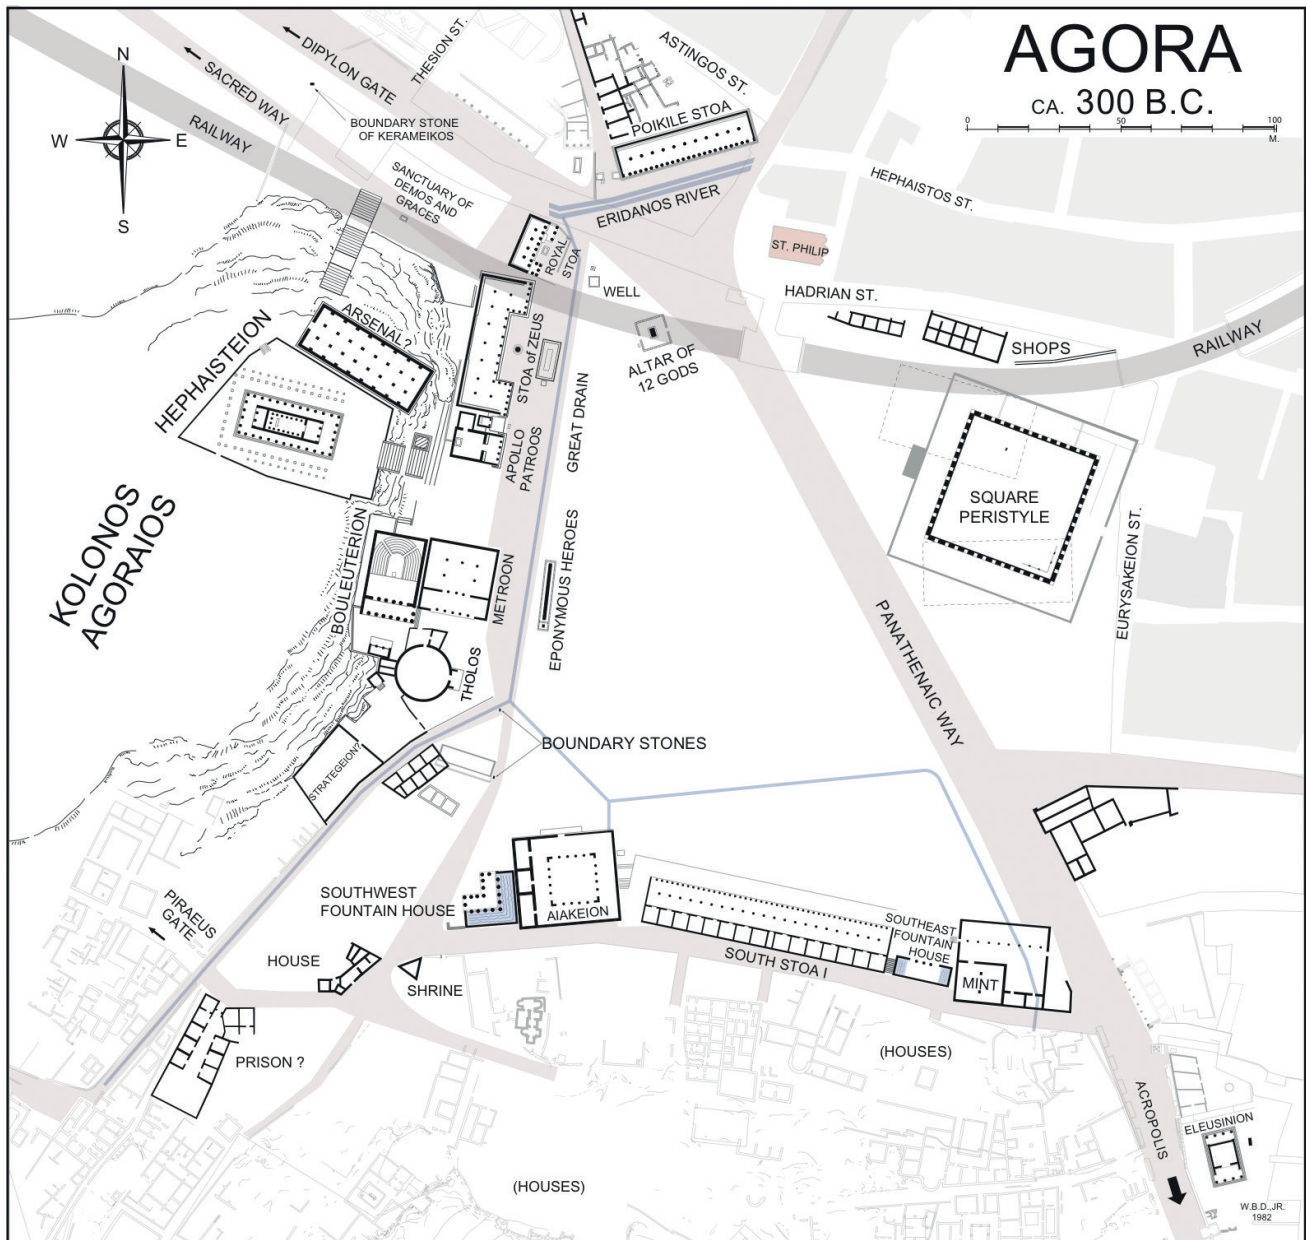 AGORA
CA. 300 B.C.
0 50 100
M.
N
W E
S
SACRED WAY
DIPYLON GATE
THESION ST.
ASTINGOS ST.
RAILWAY
BOUNDARY STONE
OF KERAMEIKOS
POIKILE STOA
SANCTUARY OF
DEMOS AND
GRACES
ERIDANOS RIVER
HEPHAISTOS ST.
ST. PHILIP
ROYAL
STOA
WELL
HADRIAN ST.
SHOPS
RAILWAY
ALTAR OF
12 GODS
HEPHAISTEION
ARSENAL?
STOA of ZEUS
GREAT DRAIN
APOLLO
PATROOS
SQUARE
PERISTYLE
EURYSAKEION ST.
KOLONOS
AGORAIOS
BOULEUTERION
METROON
EPONYMOUS HEROES
PANATHENAIC WAY
THOLOS
BOUNDARY STONES
STRATEGEION?
SOUTHWEST
FOUNTAIN HOUSE
AIAKEION
PIRAEUS
GATE
HOUSE
SHRINE
SOUTH STOA I
SOUTHEAST
FOUNTAIN
HOUSE
MINT
PRISON ?
(HOUSES)
(HOUSES)
ACROPOLIS
ELEUSINION
W.B.D.,JR.
1982